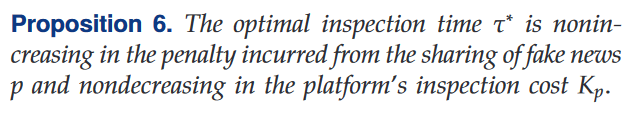 Proposition 6. The optimal inspection time τ* is nonin-
creasing in the penalty incurred from the sharing of fake news
p and nondecreasing in the platform's inspection cost Kₚ.